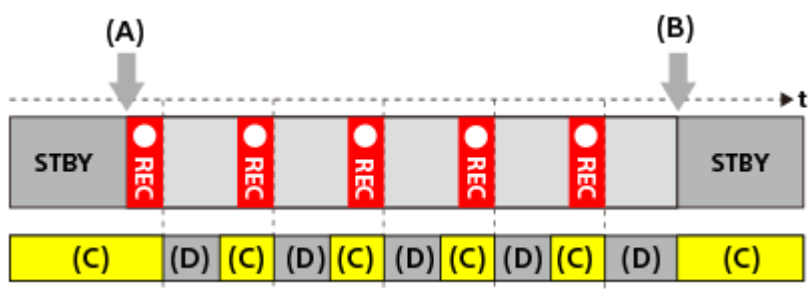 (A) (B)
t
STBY REC REC REC REC REC STBY
(C) (D) (C) (D) (C) (D) (C) (D) (C) (D) (C)